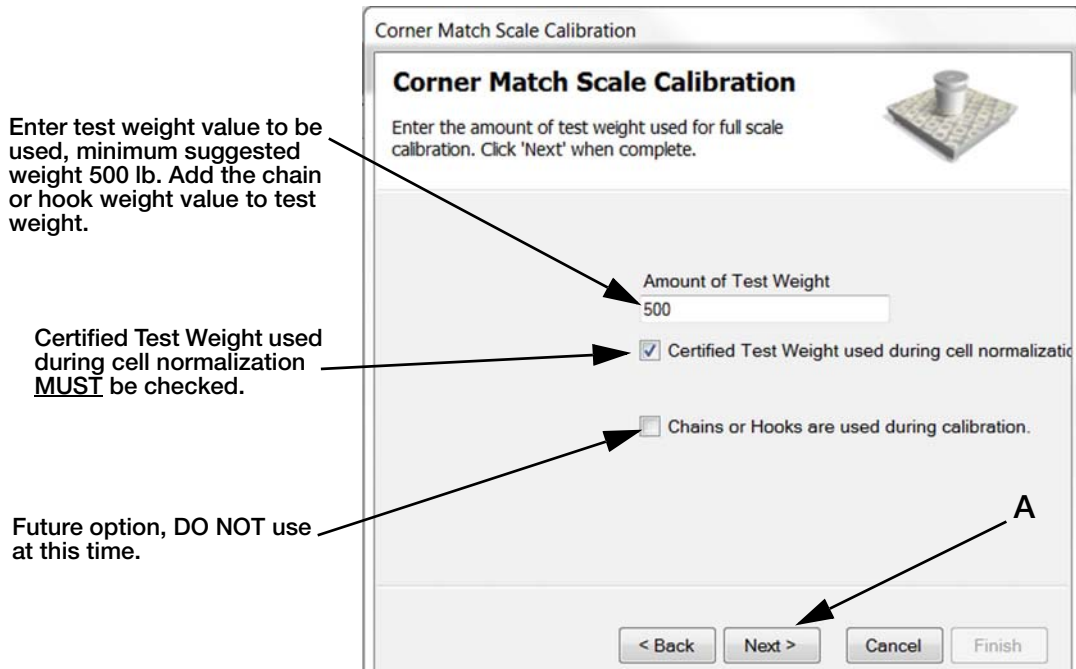 Corner Match Scale Calibration
Corner Match Scale Calibration
Enter the amount of test weight used for full scale
calibration. Click 'Next' when complete.
Enter test weight value to be
used, minimum suggested
weight 500 lb. Add the chain
or hook weight value to test
weight.
Amount of Test Weight
500
Certified Test Weight used
during cell normalization
MUST be checked.
Certified Test Weight used during cell normalizatic
Chains or Hooks are used during calibration.
Future option, DO NOT use
at this time.
A
< Back
Next >
Cancel
Finish